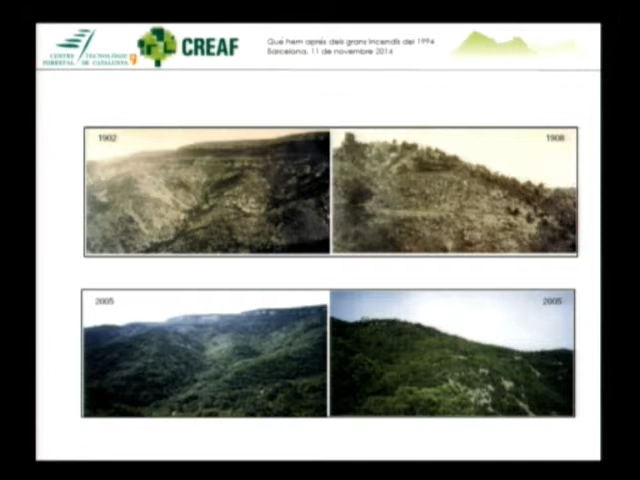 CENTRE TECNOLÒGIC
FORESTAL DE CATALUNYA
CREAF
Què hem après dels grans incendis del 1994
Barcelona, 11 de novembre 2014
1902
1908
2005
2005